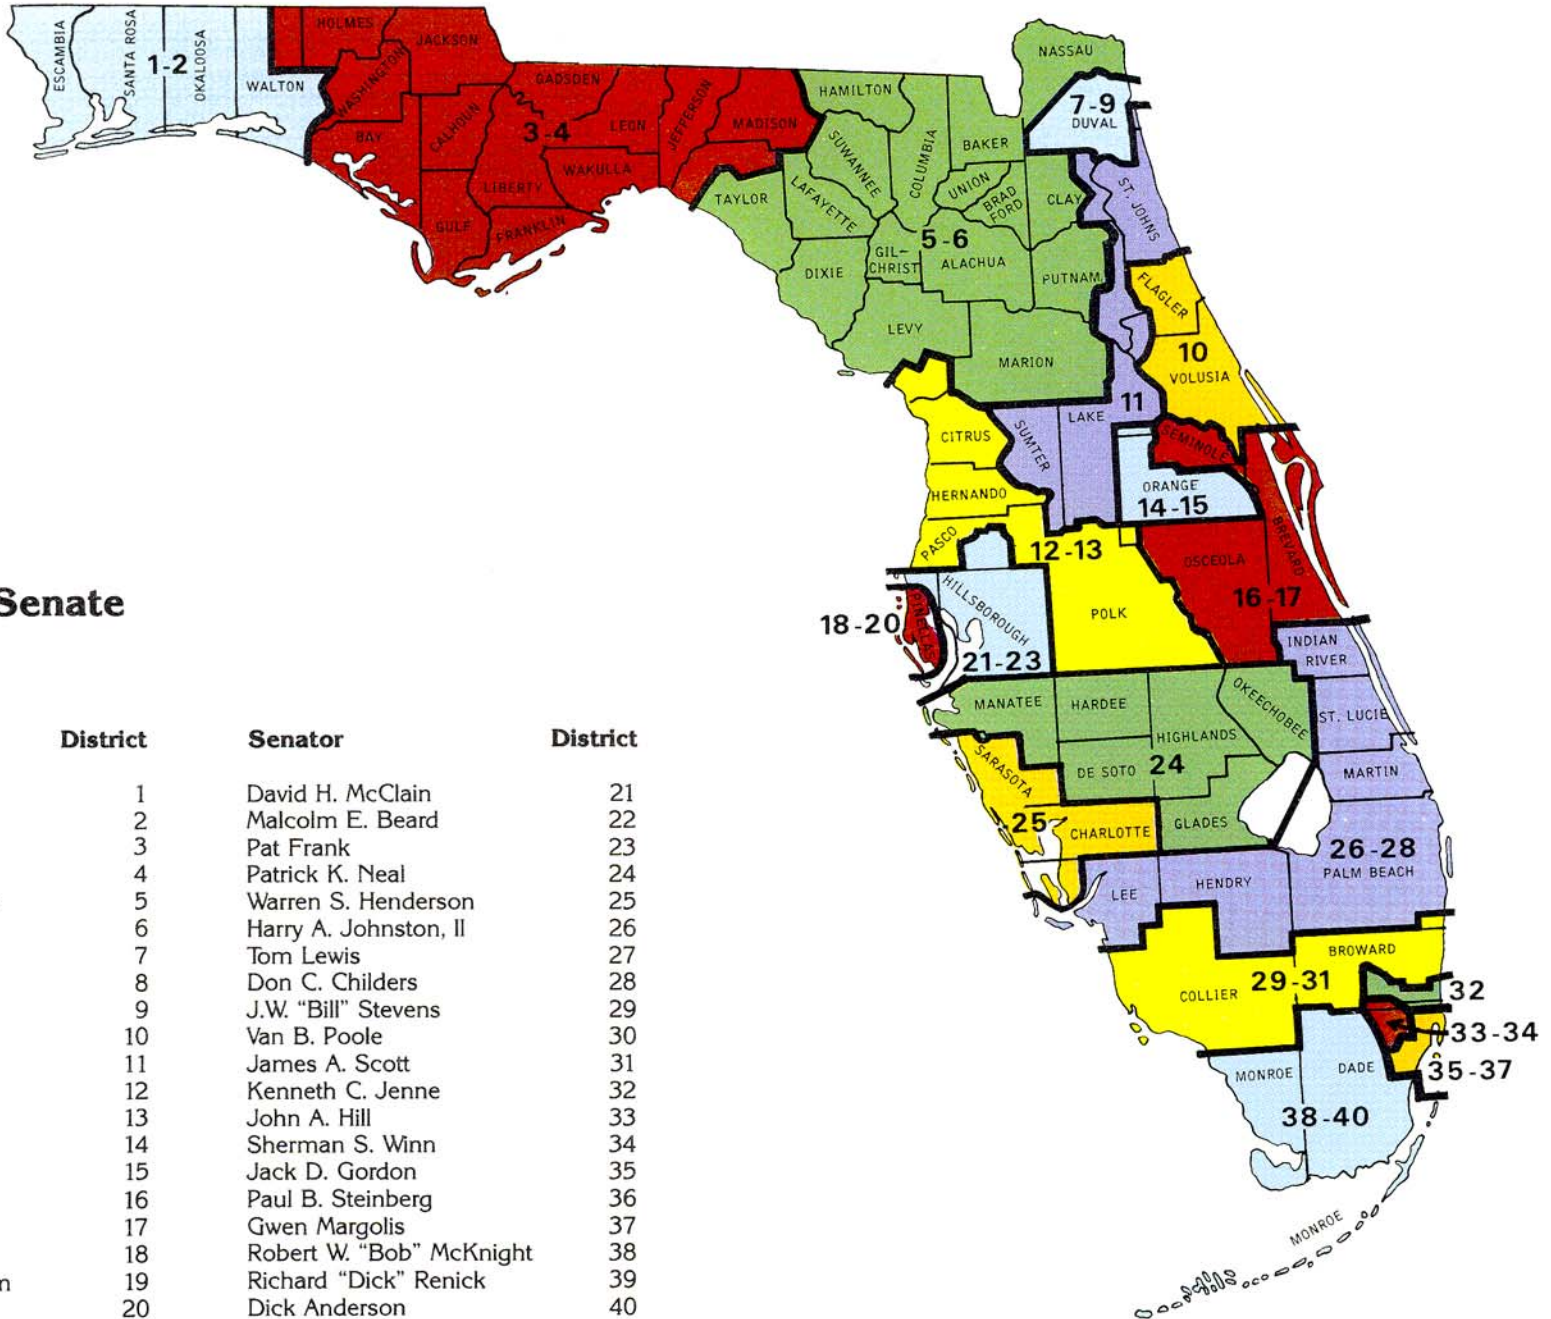 HOLMES
JACKSON
ESCAMBIA
SANTA ROSA
OKALOOSA
1-2
WALTON
WASHINGTON
BAY
CALHOUN
GADSDEN
3-4
LEON
JEFFERSON
MADISON
LIBERTY
WAKULLA
GULF
FRANKLIN
NASSAU
HAMILTON
7-9
DUVAL
SUWANNEE
COLUMBIA
BAKER
TAYLOR
LAFAYETTE
UNION
BRAD
FORD
CLAY
ST. JOHNS
5-6
DIXIE
GIL-
CHRIST
ALACHUA
PUTNAM
FLAGLER
LEVY
MARION
10
VOLUSIA
LAKE
11
CITRUS
SUMTER
SEMINOLE
HERNANDO
ORANGE
14-15
PASCO
12-13
BREVARD
OSCEOLA
16-17
18-20
PINELLAS
HILLSBOROUGH
21-23
POLK
INDIAN
RIVER
MANATEE
HARDEE
HIGHLANDS
OKEECHOBEE
ST. LUCIE
SARASOTA
DE SOTO
24
MARTIN
25
CHARLOTTE
GLADES
26-28
PALM BEACH
LEE
HENDRY
BROWARD
COLLIER
29-31
32
33-34
MONROE
DADE
35-37
38-40
MONROE
Senate
District Senator District
1 David H. McClain 21
2 Malcolm E. Beard 22
3 Pat Frank 23
4 Patrick K. Neal 24
5 Warren S. Henderson 25
6 Harry A. Johnston, II 26
7 Tom Lewis 27
8 Don C. Childers 28
9 J.W. "Bill" Stevens 29
10 Van B. Poole 30
11 James A. Scott 31
12 Kenneth C. Jenne 32
13 John A. Hill 33
14 Sherman S. Winn 34
15 Jack D. Gordon 35
16 Paul B. Steinberg 36
17 Gwen Margolis 37
18 Robert W. "Bob" McKnight 38
n 19 Richard "Dick" Renick 39
20 Dick Anderson 40